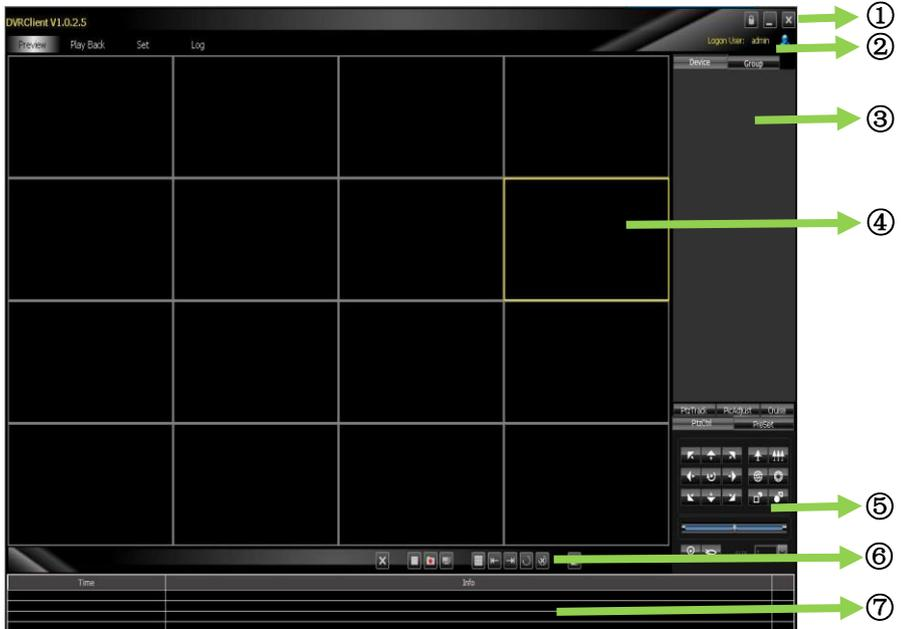 DVRClient V1.0.2.5
①
Preview Play Back Set Log
Logon User: admin
②
Device Group
③
④
PtzTrack PicAdjust Cruise
PtzCtrl PreSet
⑤
⑥
Time Info
⑦